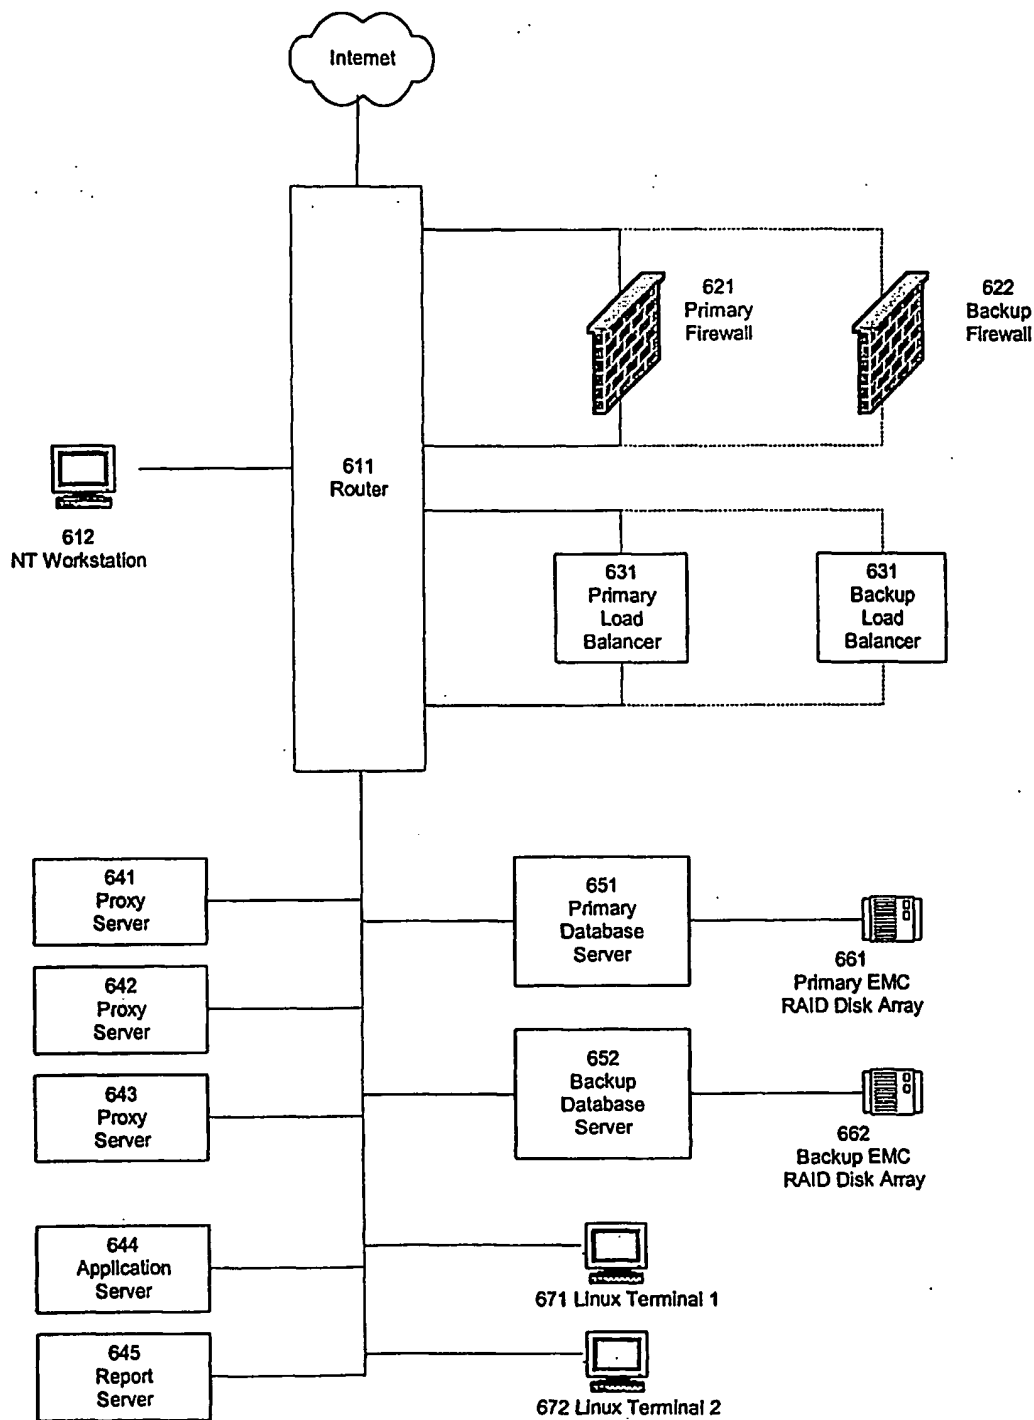 Internet
621
Primary
Firewall
622
Backup
Firewall
611
Router
612
NT Workstation
631
Primary
Load
Balancer
631
Backup
Load
Balancer
641
Proxy
Server
651
Primary
Database
Server
661
Primary EMC
RAID Disk Array
642
Proxy
Server
652
Backup
Database
Server
643
Proxy
Server
662
Backup EMC
RAID Disk Array
644
Application
Server
671 Linux Terminal 1
645
Report
Server
672 Linux Terminal 2